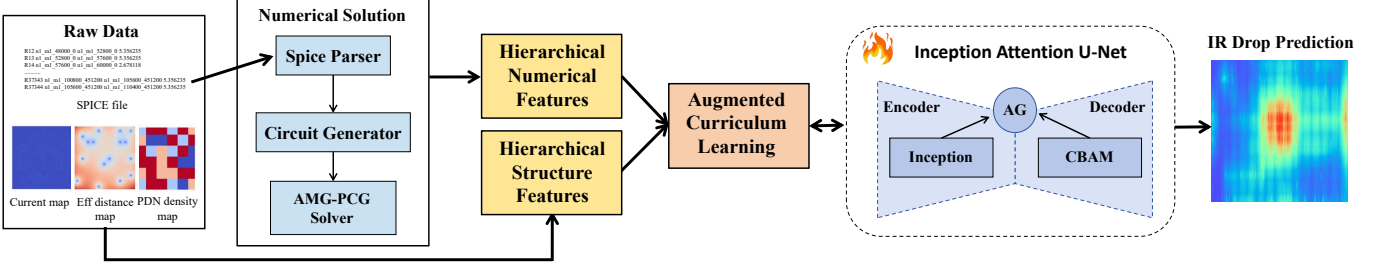 Raw Data
R12 n1_m1_48000_0 n1_m1_52800_0 5.356235
R13 n1_m1_52800_0 n1_m1_57600_0 5.356235
R14 n1_m1_57600_0 n1_m1_60000_0 2.678118
.........
R37343 n1_m1_100800_451200 n1_m1_105600_451200 5.356235
R37344 n1_m1_105600_451200 n1_m1_110400_451200 5.356235
SPICE file
Current map
Eff distance
map
PDN density
map
Numerical Solution
Spice Parser
Circuit Generator
AMG-PCG
Solver
Hierarchical
Numerical
Features
Hierarchical
Structure
Features
Augmented
Curriculum
Learning
Inception Attention U-Net
Encoder
AG
Decoder
Inception
CBAM
IR Drop Prediction